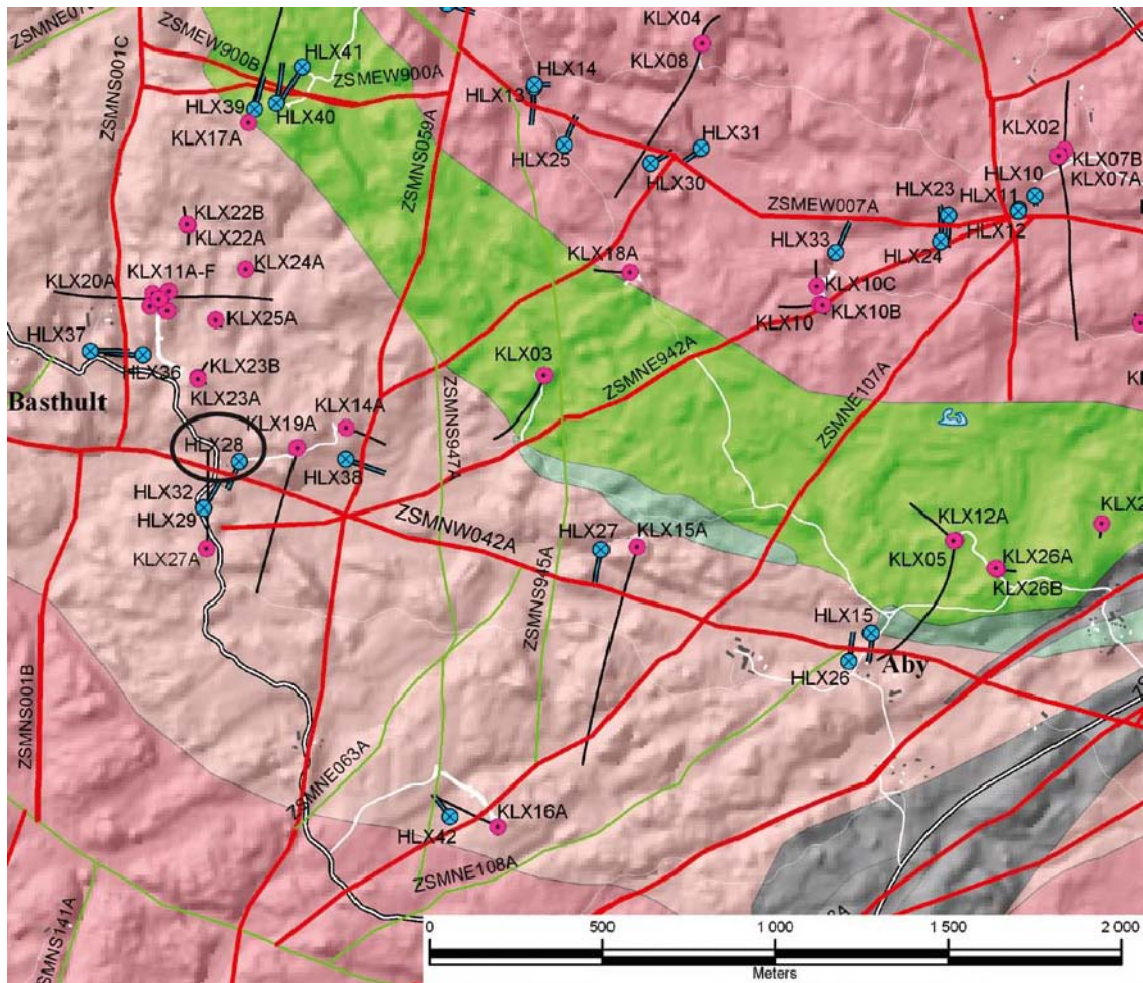 ZSMNE07
KLX04
ZSMNS001C
ZSMEW900B
HLX41
ZSMEW900A
KLX08
HLX14
HLX13
HLX39
HLX40
KLX17A
ZSMNS059A
HLX25
HLX31
HLX30
KLX02
KLX07B
KLX07A
HLX10
HLX11
HLX12
HLX23
ZSMEW007A
HLX33
HLX24
KLX22B
KLX22A
KLX24A
KLX18A
KLX11A-F
KLX20A
KLX10C
KLX10
KLX10B
KLX25A
HLX37
HLX36
KLX03
ZSMNE942A
KLX23B
KLX23A
Basthult
KLX14A
KLX19A
ZSMNS947A
ZSMNE107A
HLX28
HLX38
HLX32
HLX29
KLX27A
ZSMNW042A
HLX27
KLX15A
ZSMNS945A
KLX12A
KLX2
KLX05
KLX26A
KLX26B
HLX15
HLX26
Aby
ZSMNS001B
ZSMNE063A
HLX42
KLX16A
ZSMNE108A
SMNS141A
0 500 1 000 1 500 2 000
Meters